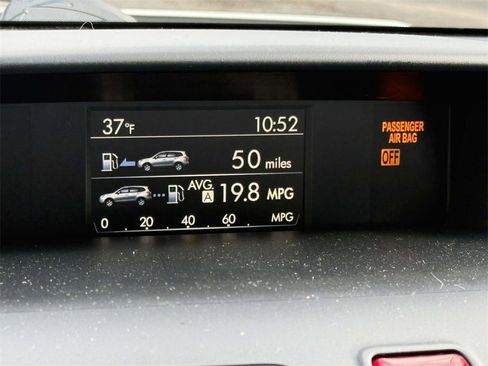 37°F 10:52
50 miles
AVG. A 19.8 MPG
0 20 40 60 MPG
PASSENGER
AIR BAG
OFF